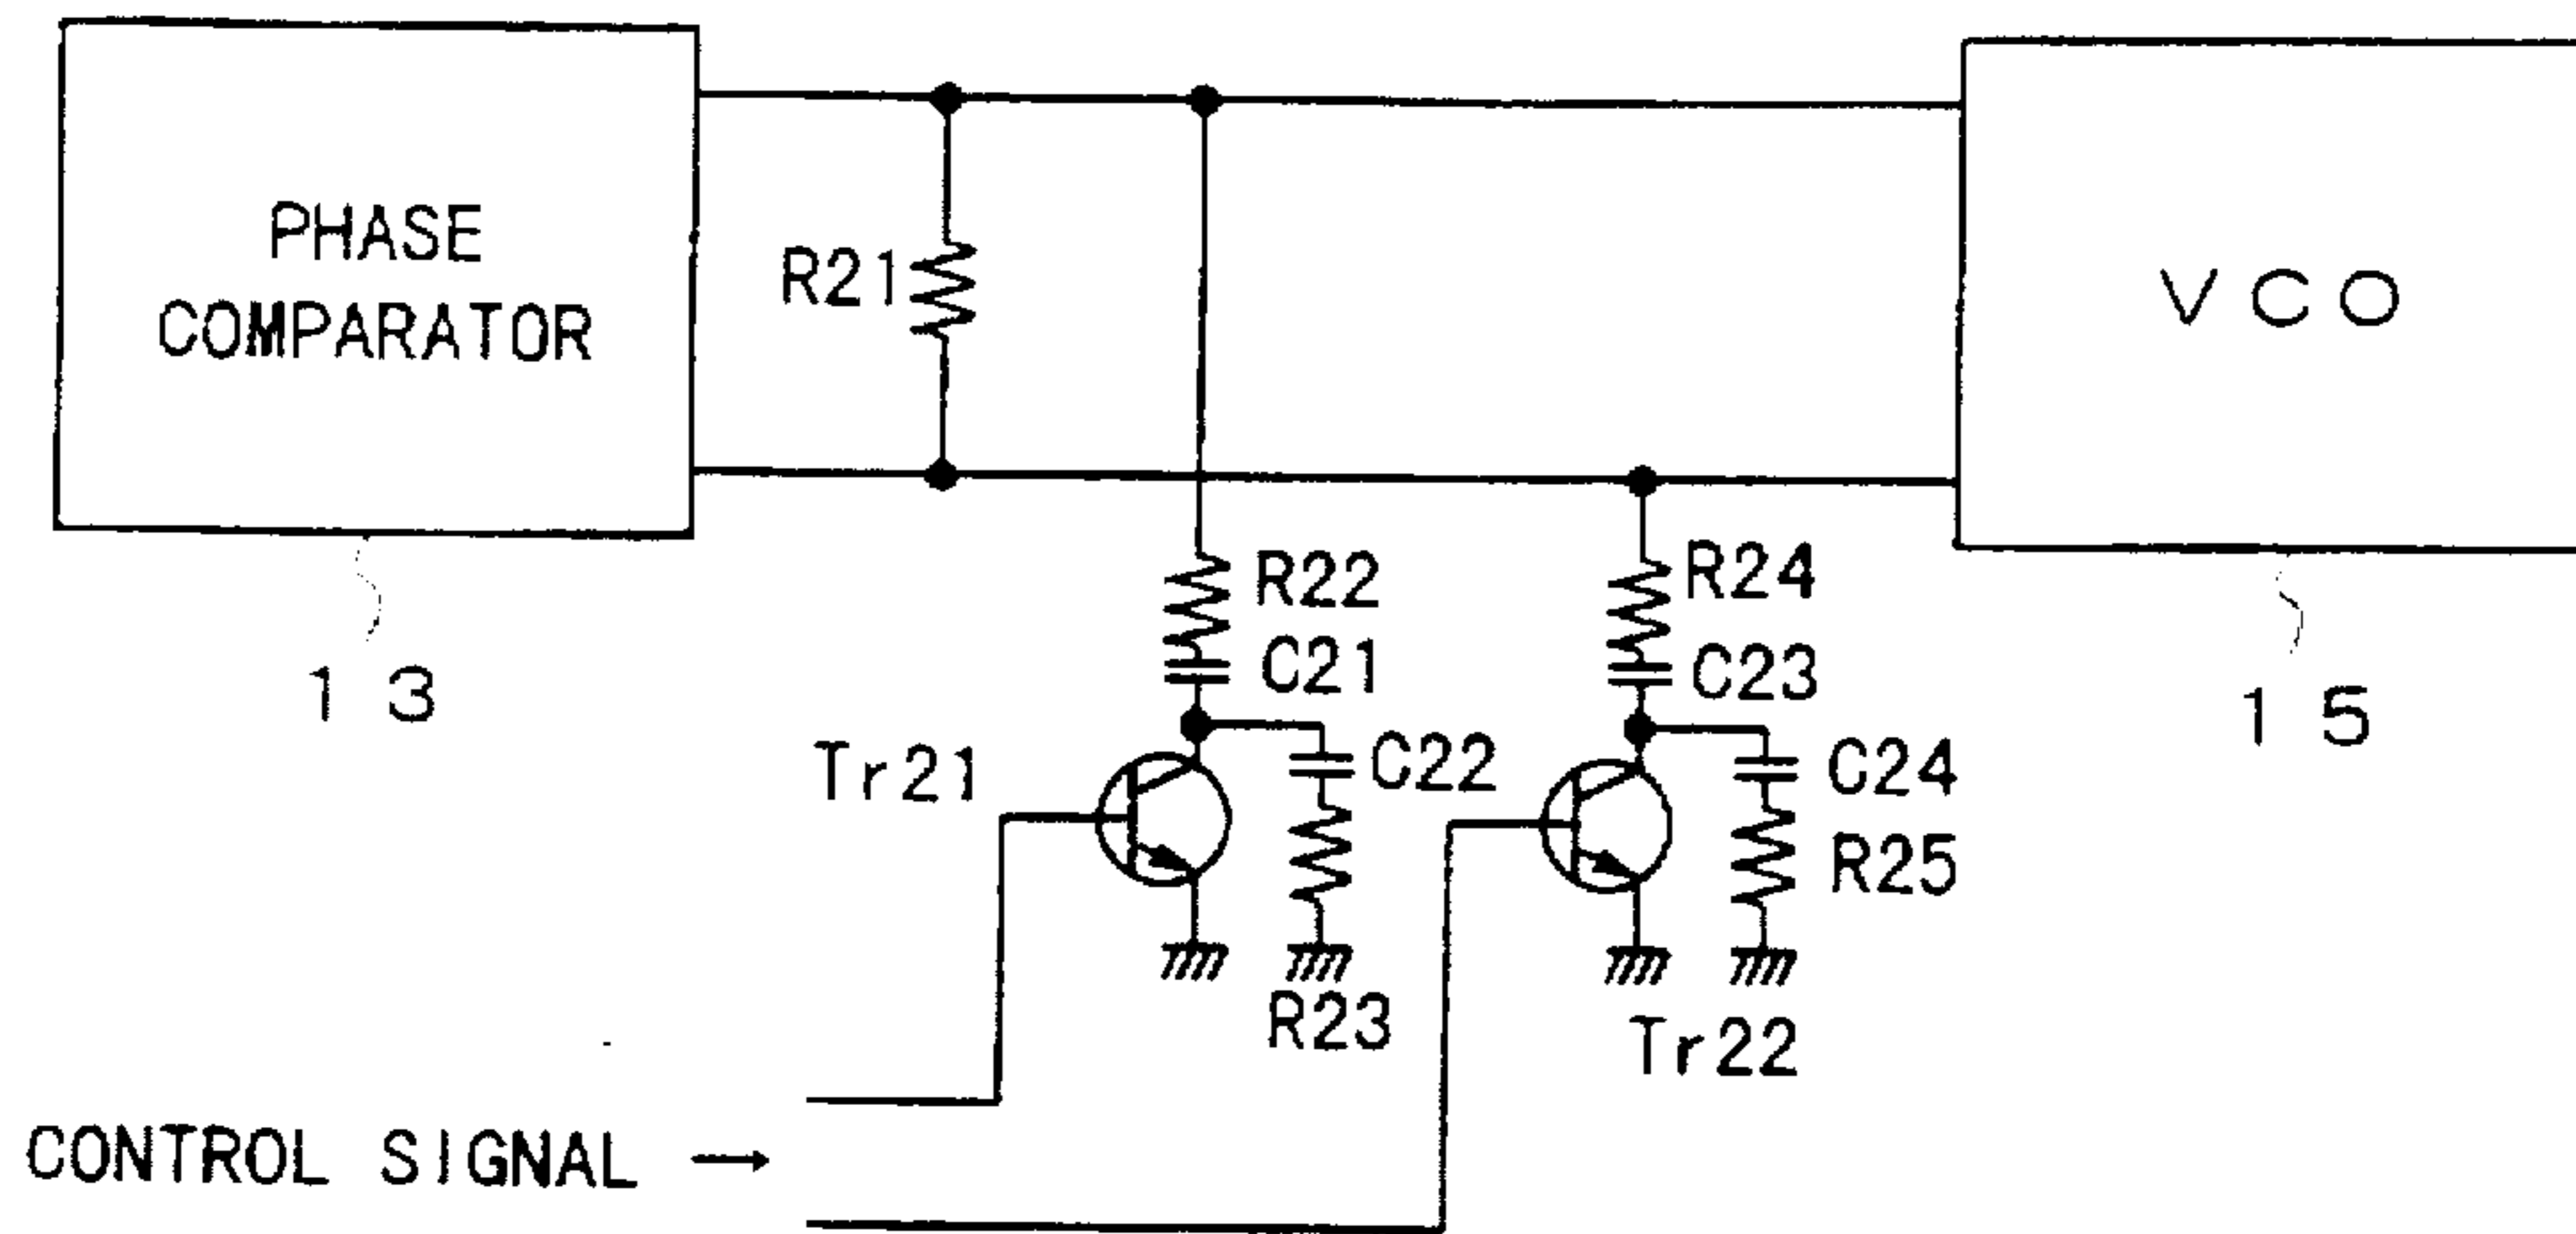 PHASE
COMPARATOR
R21
VCO
13
R22
C21
R24
C23
15
Tr21
C22
C24
R25
R23
Tr22
CONTROL SIGNAL →